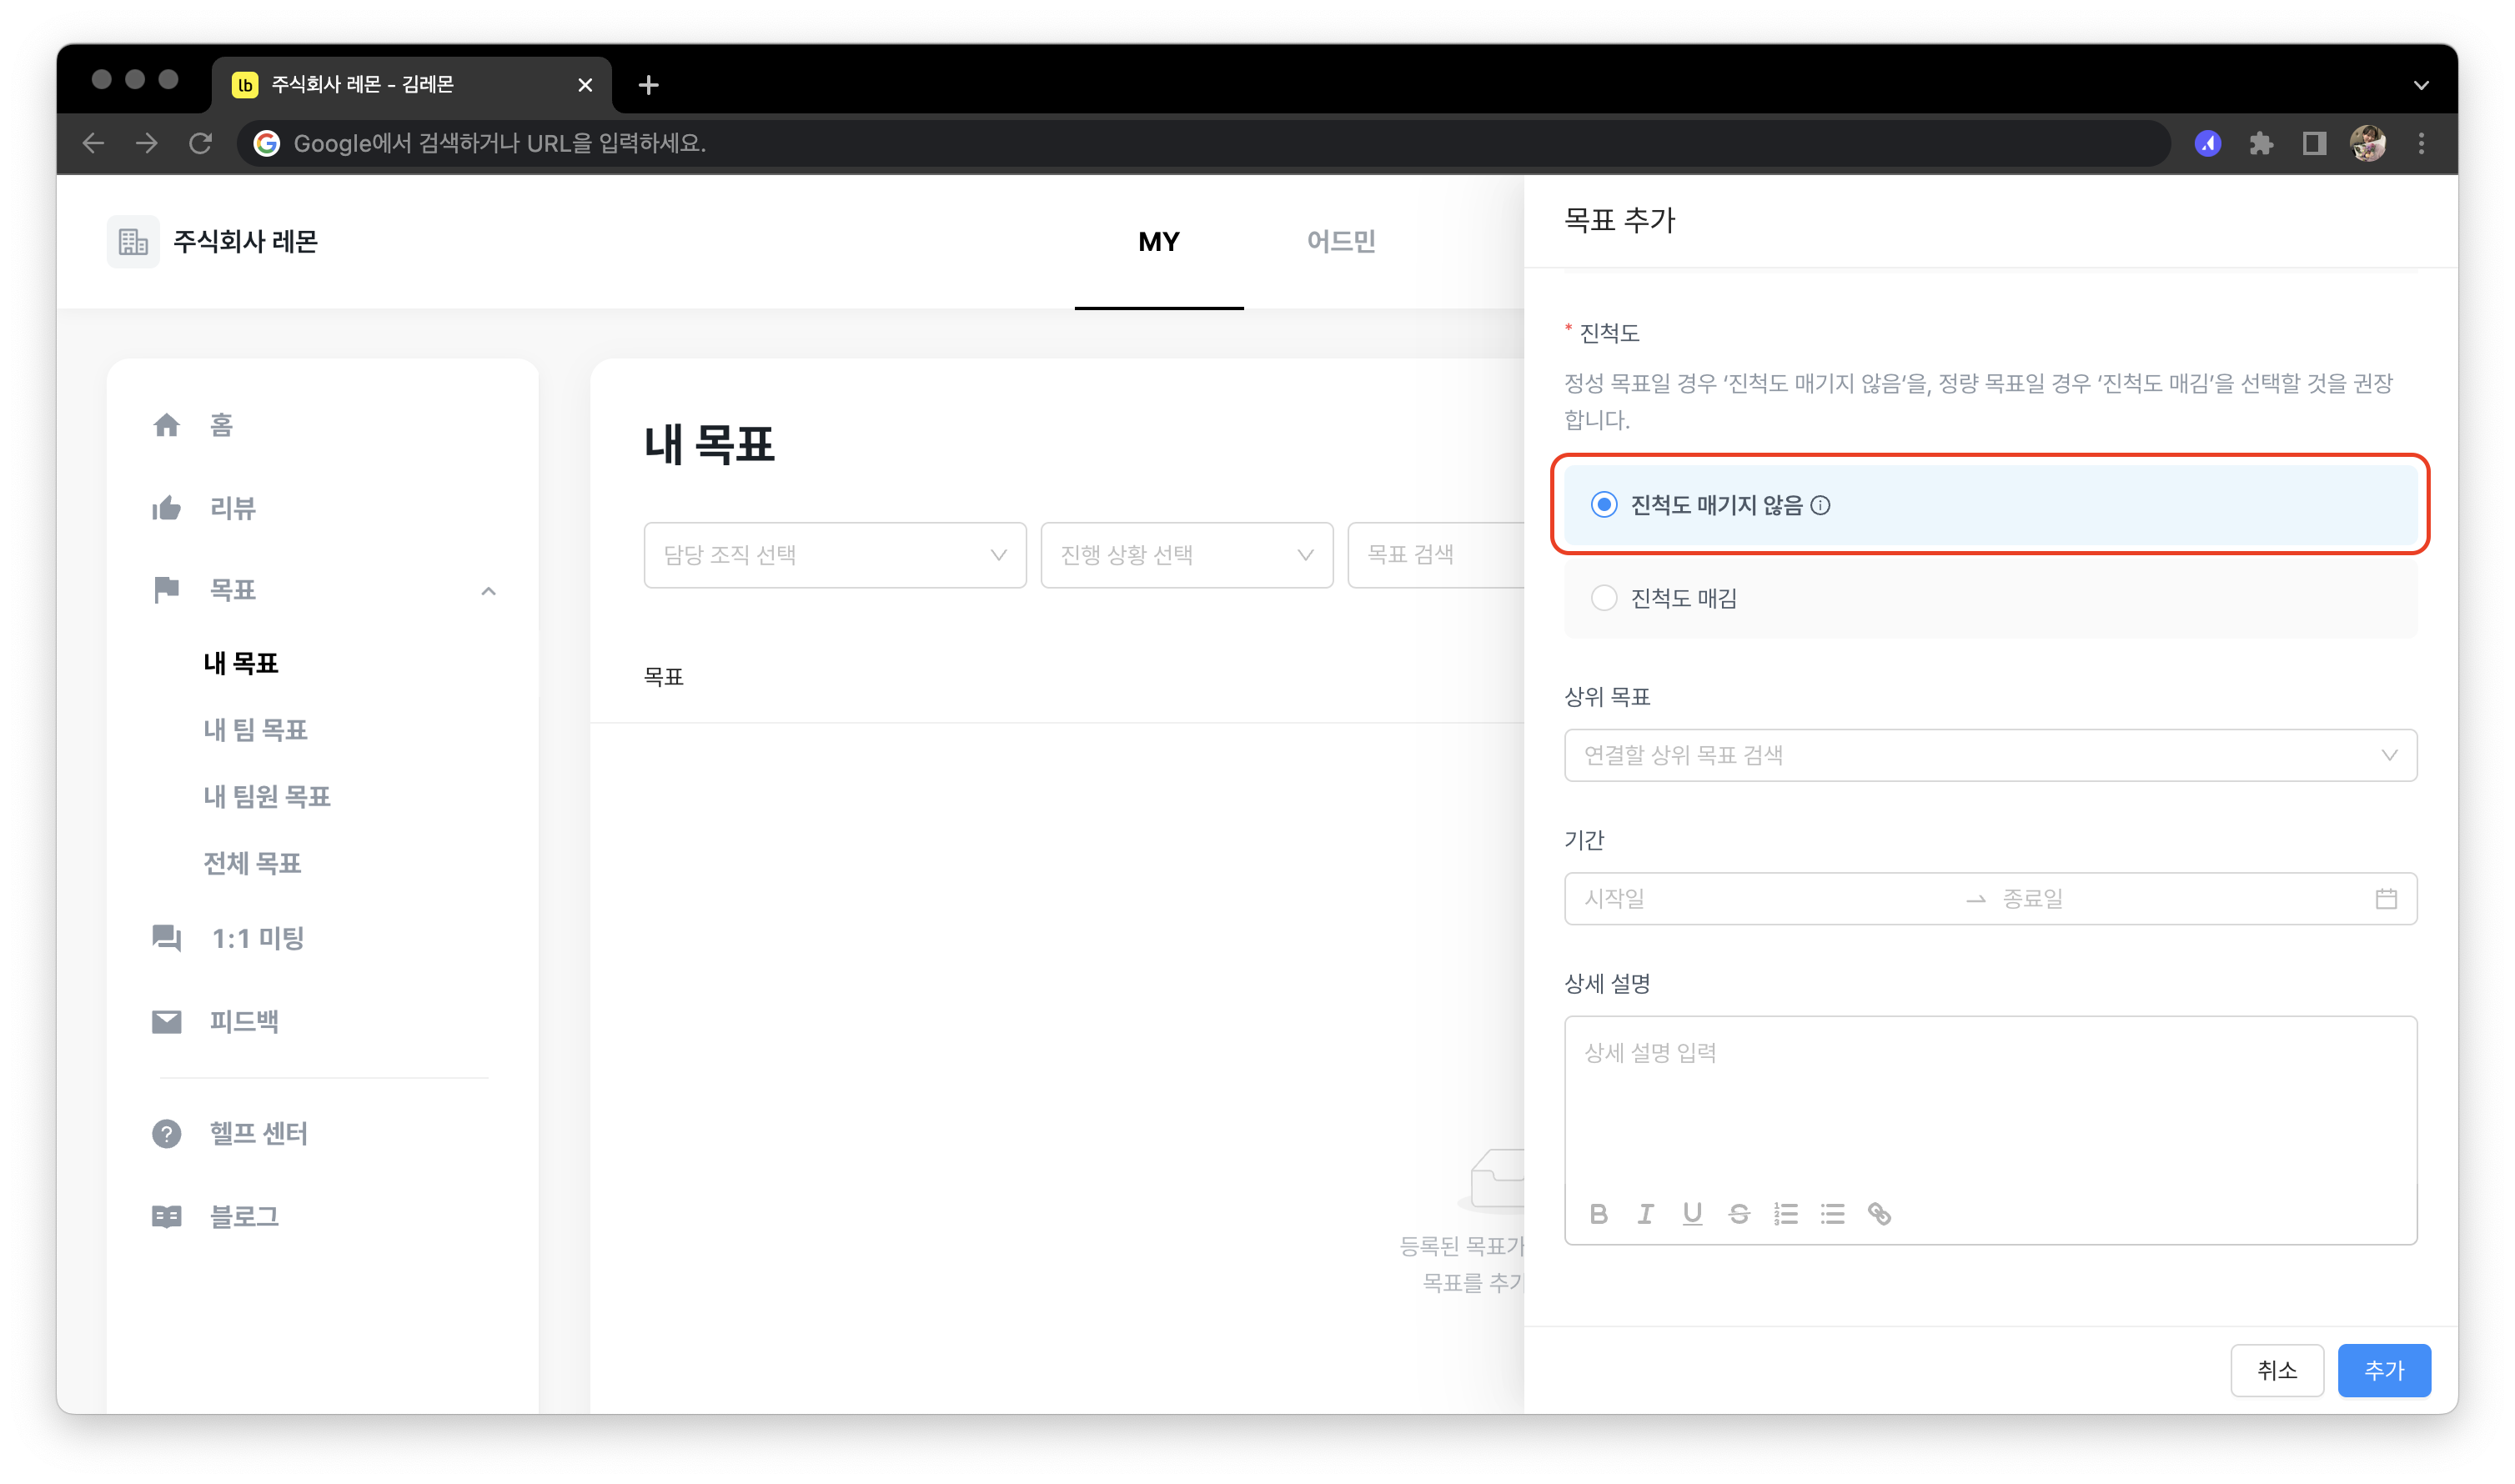 lb 주식회사 레몬 - 김레몬
Google에서 검색하거나 URL을 입력하세요.
주식회사 레몬
MY
어드민
홈
리뷰
목표
내 목표
내 팀 목표
내 팀원 목표
전체 목표
1:1 미팅
피드백
헬프 센터
블로그
내 목표
담당 조직 선택
진행 상황 선택
목표 검색
목표
등록된 목표가
목표를 추가
목표 추가
* 진척도
정성 목표일 경우 ‘진척도 매기지 않음’을, 정량 목표일 경우 ‘진척도 매김’을 선택할 것을 권장
합니다.
진척도 매기지 않음
진척도 매김
상위 목표
연결할 상위 목표 검색
기간
시작일
종료일
상세 설명
상세 설명 입력
B I U S
취소
추가